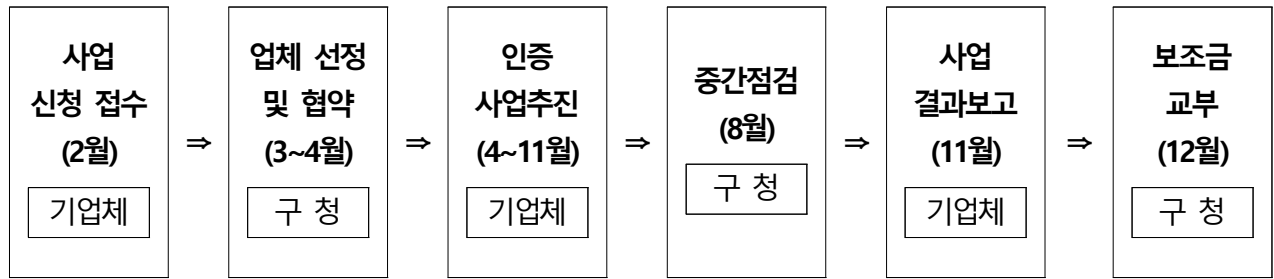 사업
신청 접수
(2월)
기업체
⇒
업체 선정
및 협약
(3~4월)
구 청
⇒
인증
사업추진
(4~11월)
기업체
⇒
중간점검
(8월)
구 청
⇒
사업
결과보고
(11월)
기업체
⇒
보조금
교부
(12월)
구 청